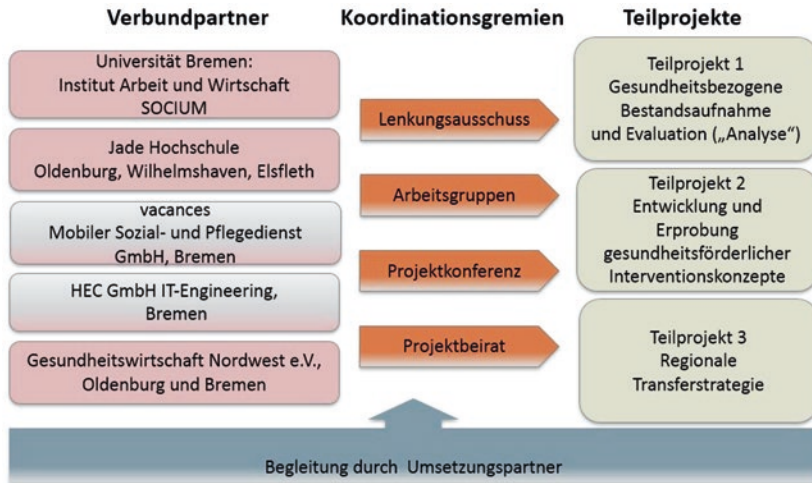 Verbundpartner
Koordinationsgremien
Teilprojekte
Universität Bremen:
Institut Arbeit und Wirtschaft
SOCIUM
Jade Hochschule
Oldenburg, Wilhelmshaven, Elsfleth
vacances
Mobiler Sozial- und Pflegedienst
GmbH, Bremen
HEC GmbH IT-Engineering,
Bremen
Gesundheitswirtschaft Nordwest e.V.,
Oldenburg und Bremen
Lenkungsausschuss
Arbeitsgruppen
Projektkonferenz
Projektbeirat
Teilprojekt 1
Gesundheitsbezogene
Bestandsaufnahme
und Evaluation („Analyse“)
Teilprojekt 2
Entwicklung und
Erprobung
gesundheitsförderlicher
Interventionskonzepte
Teilprojekt 3
Regionale
Transferstrategie
Begleitung durch Umsetzungspartner